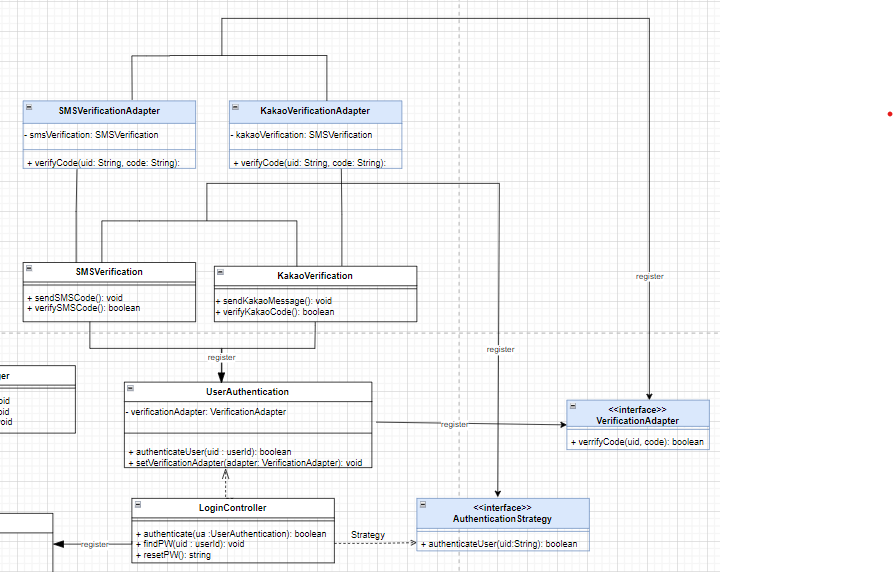 SMSVerificationAdapter
- smsVerification: SMSVerification
+ verifyCode(uid: String, code: String):
KakaoVerificationAdapter
- kakaoVerification: SMSVerification
+ verifyCode(uid: String, code: String):
SMSVerification
+ sendSMSCode(): void
+ verifySMSCode(): boolean
KakaoVerification
+ sendKakaoMessage(): void
+ verifyKakaoCode(): boolean
register
register
register
er
oid
oid
void
UserAuthentication
- verificationAdapter: VerificationAdapter
+ authenticateUser(uid : userId): boolean
+ setVerificationAdapter(adapter: VerificationAdapter): void
register
<<interface>>
VerificationAdapter
+ verrifyCode(uid, code): boolean
LoginController
+ authenticate(ua :UserAuthentication): boolean
+ findPW(uid : userId): void
+ resetPW(): string
register
Strategy
<<interface>>
AuthenticationStrategy
+ authenticateUser(uid:String): boolean